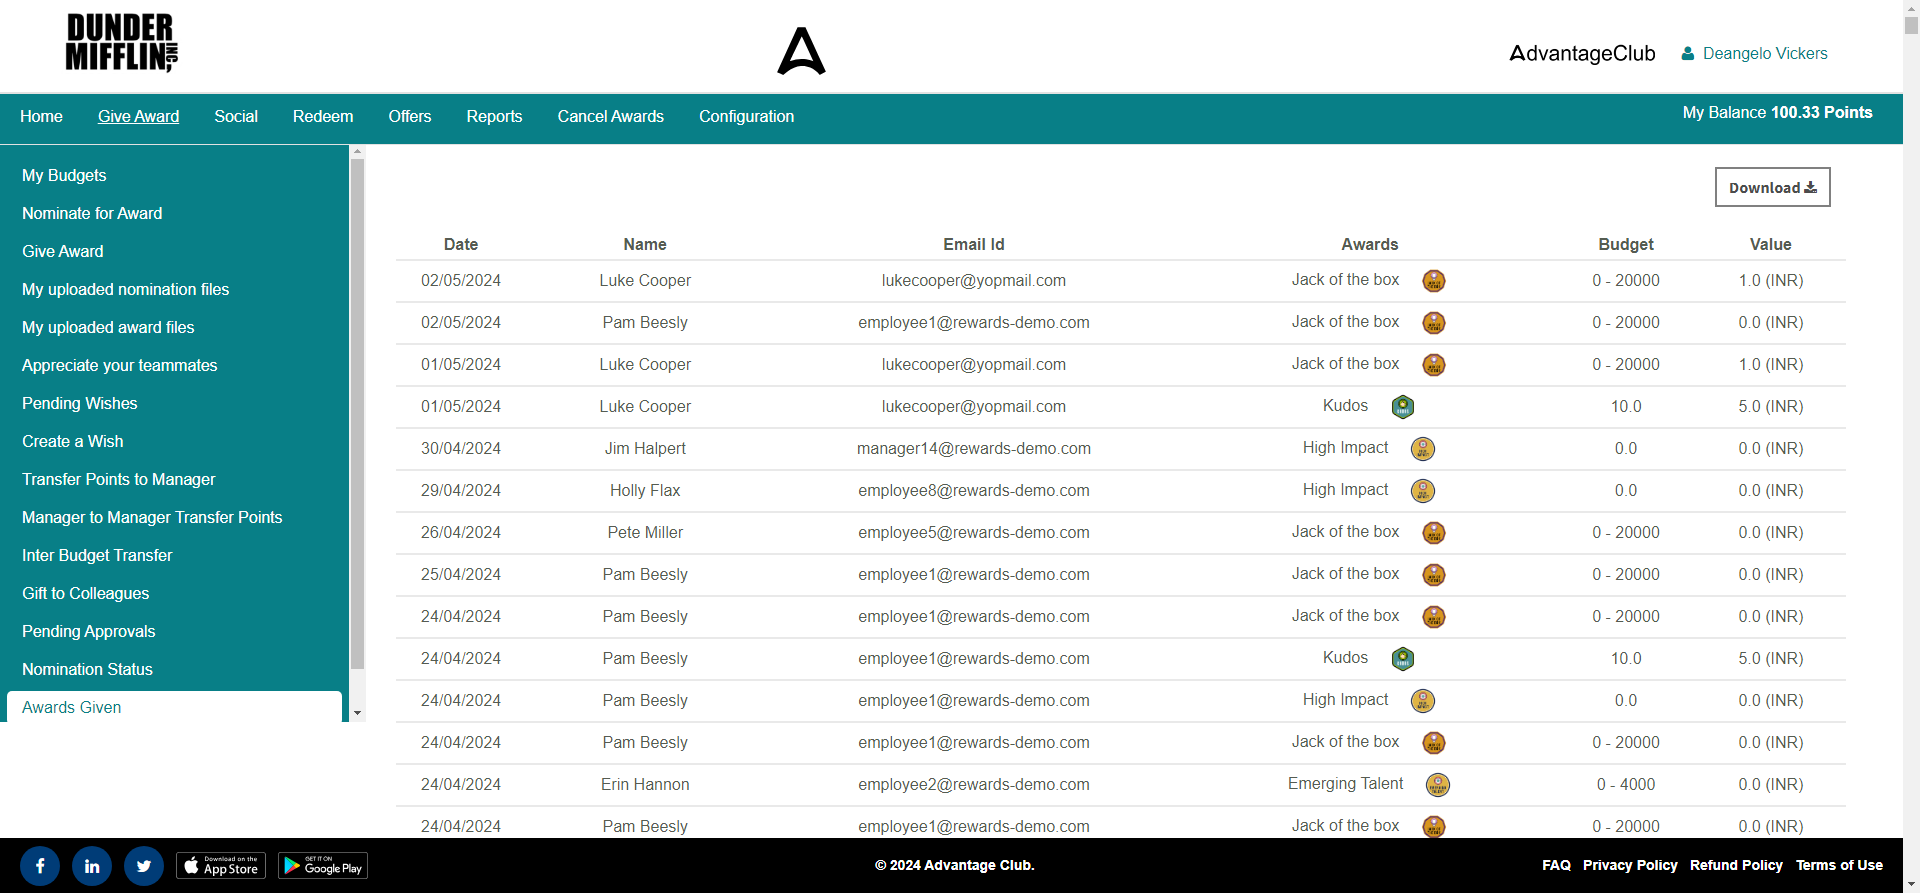 DUNDER
MIFFLIN, INC
AdvantageClub
Deangelo Vickers
Home Give Award Social Redeem Offers Reports Cancel Awards Configuration My Balance 100.33 Points
My Budgets
Nominate for Award
Give Award
My uploaded nomination files
My uploaded award files
Appreciate your teammates
Pending Wishes
Create a Wish
Transfer Points to Manager
Manager to Manager Transfer Points
Inter Budget Transfer
Gift to Colleagues
Pending Approvals
Nomination Status
Awards Given
Download
Date Name Email Id Awards Budget Value
02/05/2024 Luke Cooper lukecooper@yopmail.com Jack of the box 0 - 20000 1.0 (INR)
02/05/2024 Pam Beesly employee1@rewards-demo.com Jack of the box 0 - 20000 0.0 (INR)
01/05/2024 Luke Cooper lukecooper@yopmail.com Jack of the box 0 - 20000 1.0 (INR)
01/05/2024 Luke Cooper lukecooper@yopmail.com Kudos 10.0 5.0 (INR)
30/04/2024 Jim Halpert manager14@rewards-demo.com High Impact 0.0 0.0 (INR)
29/04/2024 Holly Flax employee8@rewards-demo.com High Impact 0.0 0.0 (INR)
26/04/2024 Pete Miller employee5@rewards-demo.com Jack of the box 0 - 20000 0.0 (INR)
25/04/2024 Pam Beesly employee1@rewards-demo.com Jack of the box 0 - 20000 0.0 (INR)
24/04/2024 Pam Beesly employee1@rewards-demo.com Jack of the box 0 - 20000 0.0 (INR)
24/04/2024 Pam Beesly employee1@rewards-demo.com Kudos 10.0 5.0 (INR)
24/04/2024 Pam Beesly employee1@rewards-demo.com High Impact 0.0 0.0 (INR)
24/04/2024 Pam Beesly employee1@rewards-demo.com Jack of the box 0 - 20000 0.0 (INR)
24/04/2024 Erin Hannon employee2@rewards-demo.com Emerging Talent 0 - 4000 0.0 (INR)
24/04/2024 Pam Beesly employee1@rewards-demo.com Jack of the box 0 - 20000 0.0 (INR)
Download on the
App Store
GET IT ON
Google Play
© 2024 Advantage Club.
FAQ Privacy Policy Refund Policy Terms of Use